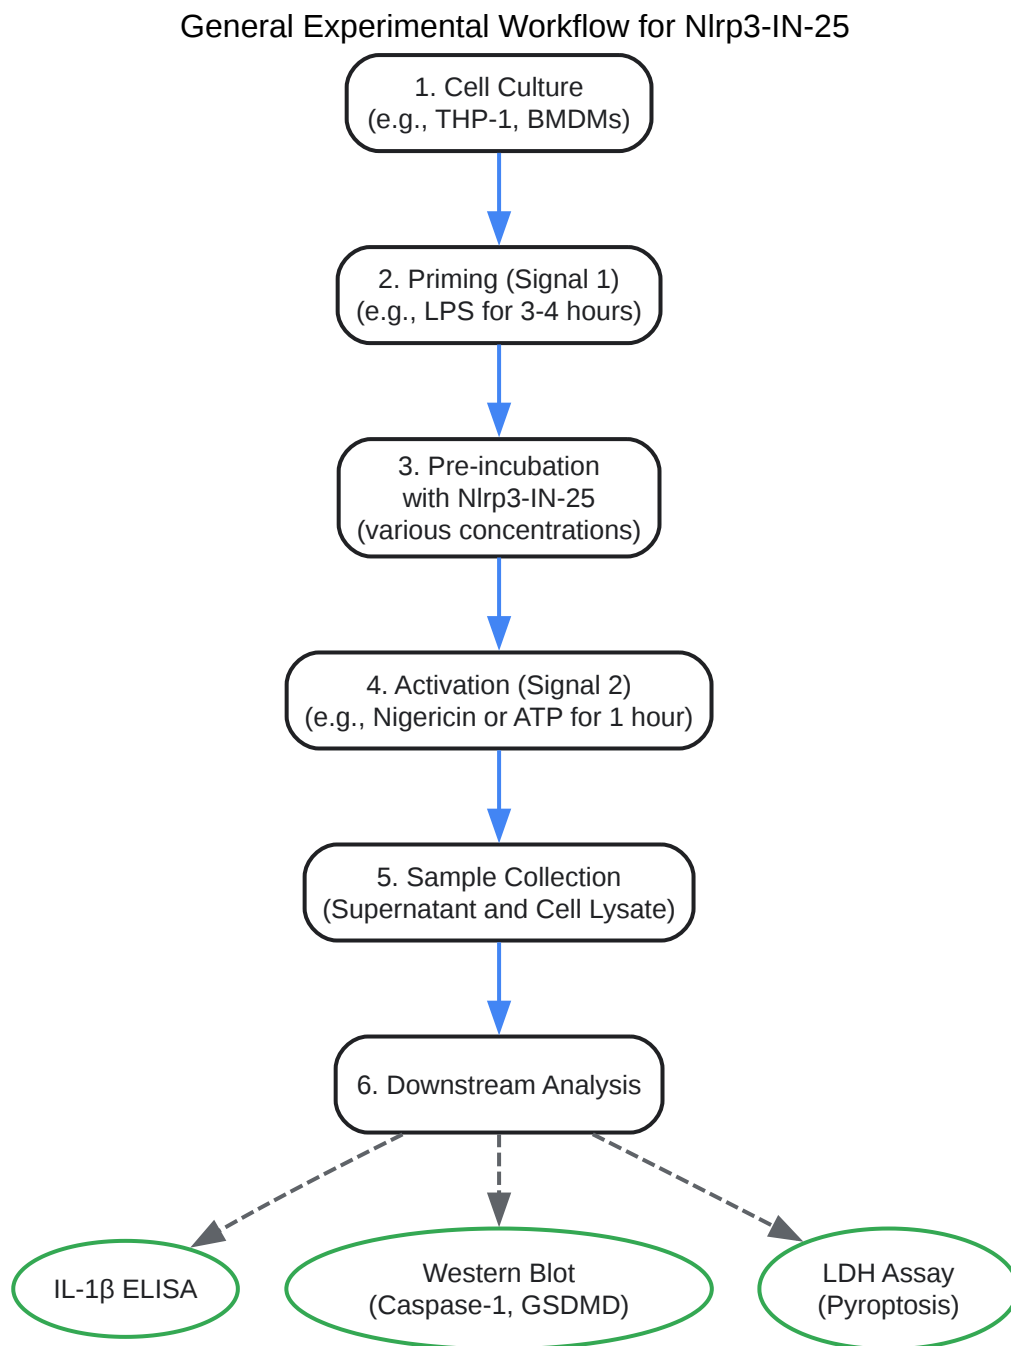 General Experimental Workflow for Nlrp3-IN-25
1. Cell Culture
(e.g., THP-1, BMDMs)
2. Priming (Signal 1)
(e.g., LPS for 3-4 hours)
3. Pre-incubation
with Nlrp3-IN-25
(various concentrations)
4. Activation (Signal 2)
(e.g., Nigericin or ATP for 1 hour)
5. Sample Collection
(Supernatant and Cell Lysate)
6. Downstream Analysis
IL-1β ELISA
Western Blot
(Caspase-1, GSDMD)
LDH Assay
(Pyroptosis)